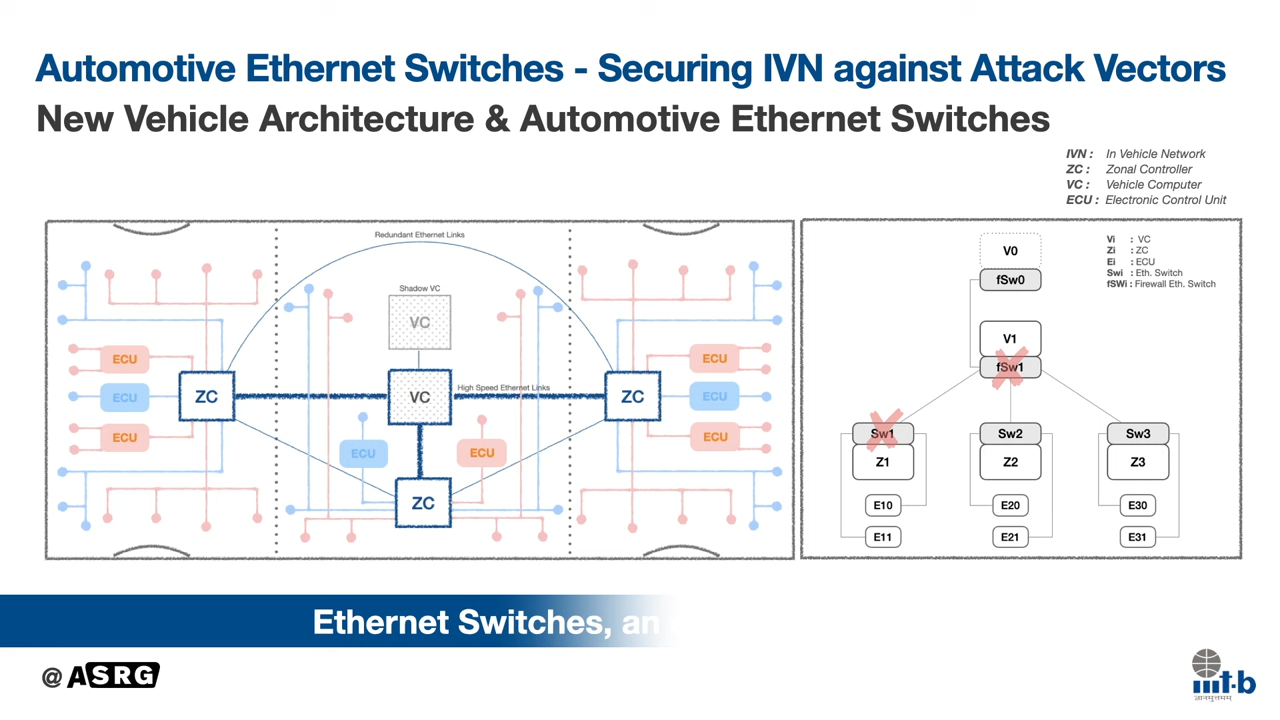 Automotive Ethernet Switches - Securing IVN against Attack Vectors
New Vehicle Architecture & Automotive Ethernet Switches
IVN : In Vehicle Network
ZC : Zonal Controller
VC : Vehicle Computer
ECU : Electronic Control Unit
Redundant Ethernet Links
Shadow VC
VC
High Speed Ethernet Links
ECU
ECU
ECU
ZC
VC
ZC
ECU
ECU
ECU
ECU
ECU
ZC
V0
fSw0
V1
fSw1
Sw1
Z1
E10
E11
Sw2
Z2
E20
E21
Sw3
Z3
E30
E31
Vi : VC
Zi : ZC
Ei : ECU
Swi : Eth. Switch
fSWi : Firewall Eth. Switch
Ethernet Switches, an
@ ASRG
iiit-b
ज्ञानमुत्तमम्